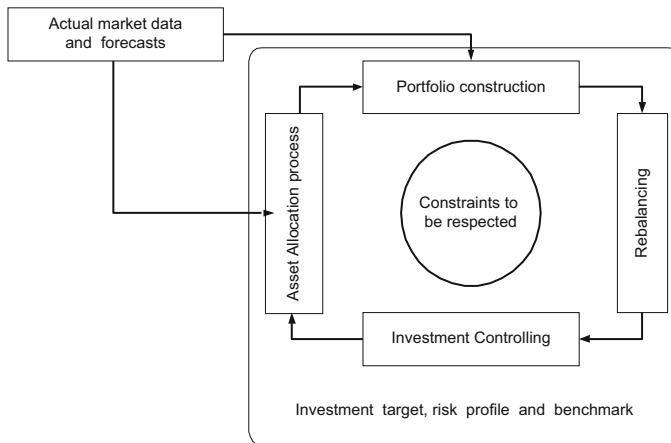 Actual market data
and forecasts
Portfolio construction
Asset Allocation process
Constraints to
be respected
Rebalancing
Investment Controlling
Investment target, risk profile and benchmark